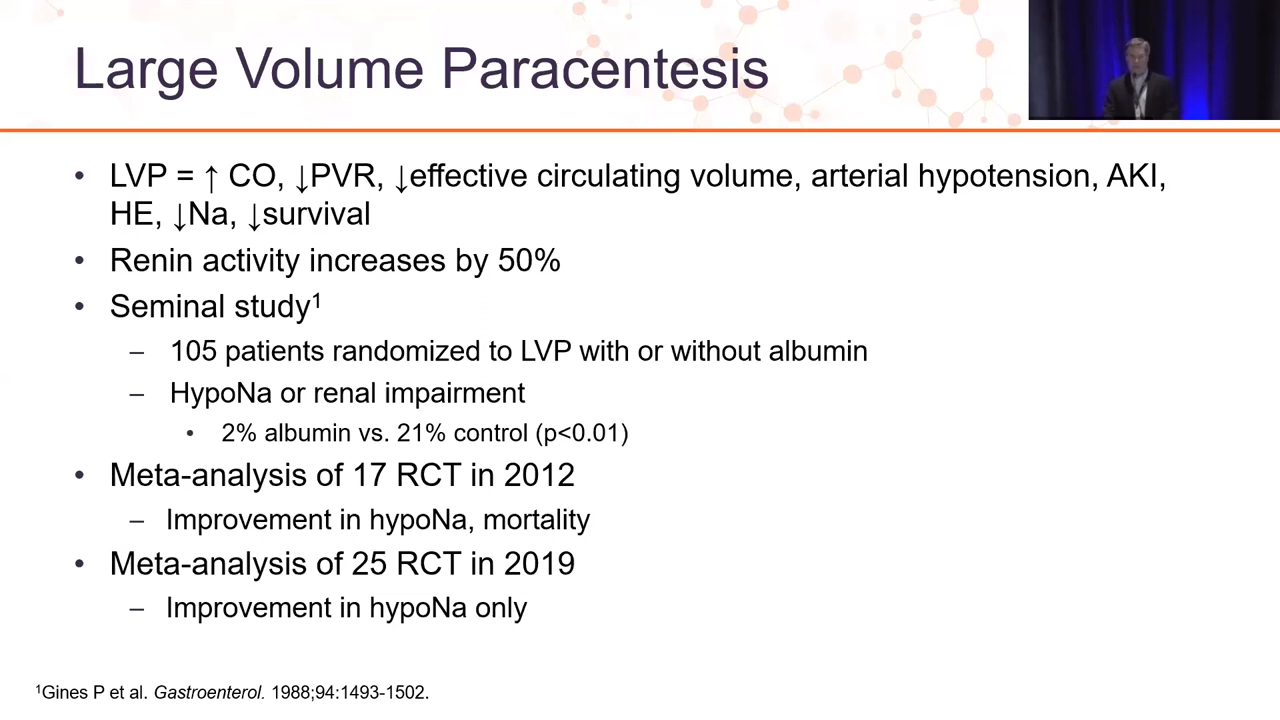 Large Volume Paracentesis
• LVP = ↑ CO, ↓PVR, ↓effective circulating volume, arterial hypotension, AKI,
HE, ↓Na, ↓survival
• Renin activity increases by 50%
• Seminal study¹
– 105 patients randomized to LVP with or without albumin
– HypoNa or renal impairment
• 2% albumin vs. 21% control (p<0.01)
• Meta-analysis of 17 RCT in 2012
– Improvement in hypoNa, mortality
• Meta-analysis of 25 RCT in 2019
– Improvement in hypoNa only
¹Gines P et al. Gastroenterol. 1988;94:1493-1502.